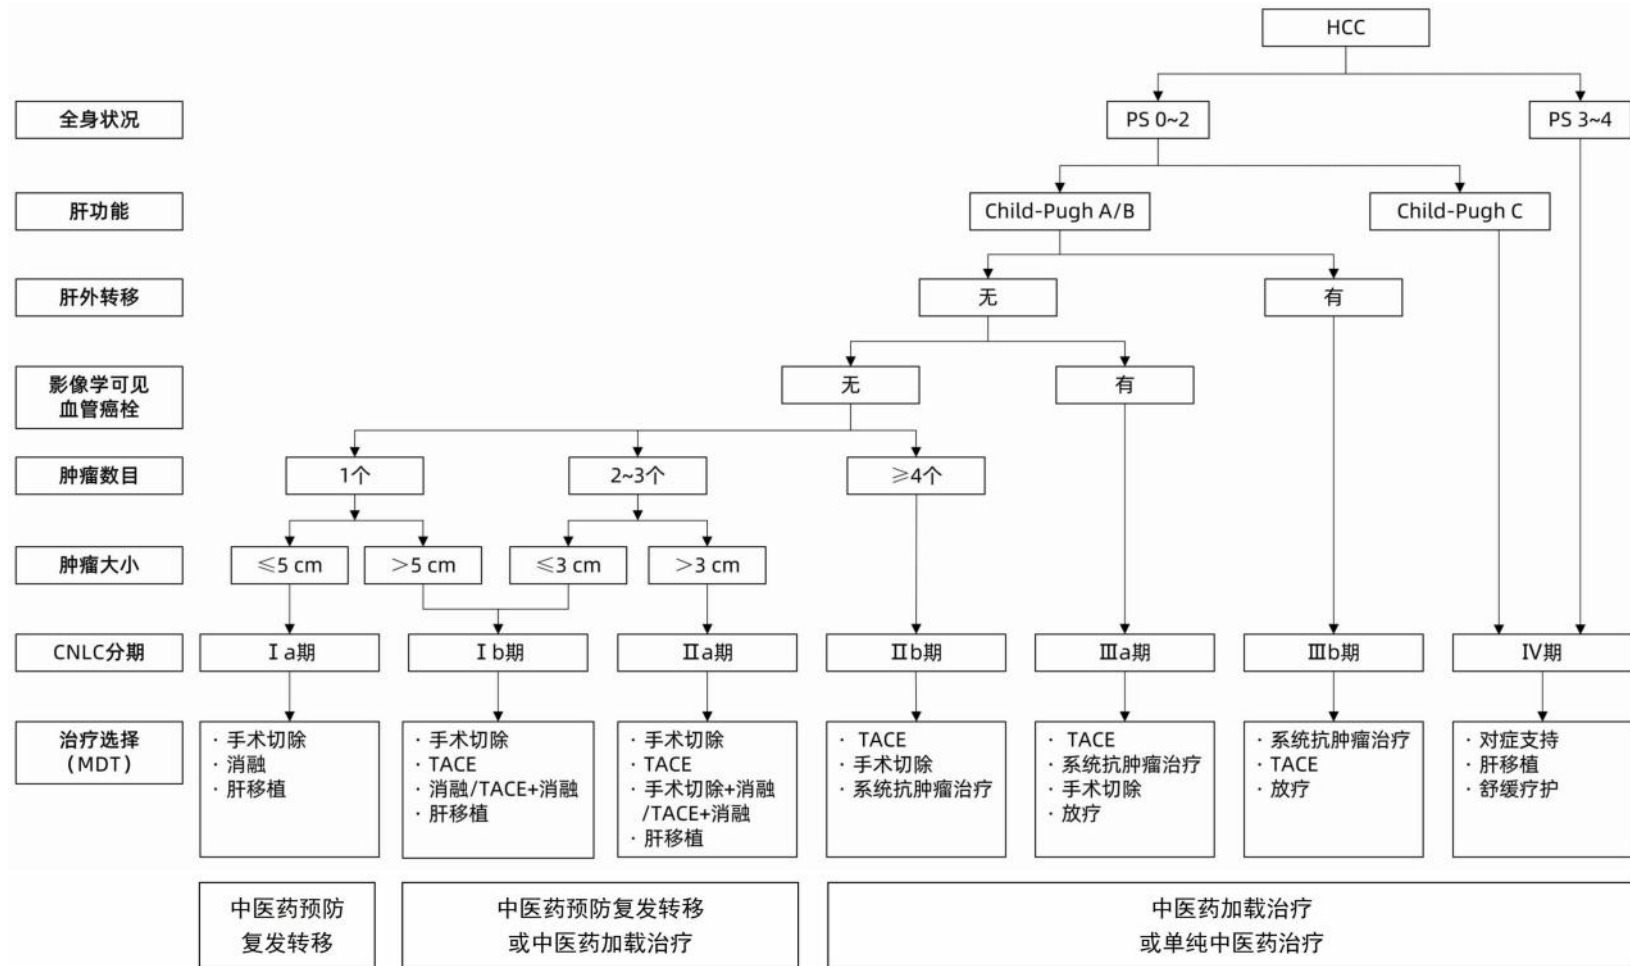 HCC
全身状况
PS 0~2
PS 3~4
肝功能
Child-Pugh A/B
Child-Pugh C
肝外转移
无
有
影像学可见
血管癌栓
无
有
肿瘤数目
1个
2~3个
≥4个
肿瘤大小
≤5 cm
>5 cm
≤3 cm
>3 cm
CNLC分期
Ⅰa期
Ⅰb期
Ⅱa期
Ⅱb期
Ⅲa期
Ⅲb期
Ⅳ期
治疗选择
(MDT)
· 手术切除
· 消融
· 肝移植
· 手术切除
· TACE
· 消融/TACE+消融
· 肝移植
· 手术切除
· TACE
· 手术切除+消融
/TACE+消融
· 肝移植
· TACE
· 手术切除
· 系统抗肿瘤治疗
· TACE
· 系统抗肿瘤治疗
· 手术切除
· 放疗
· 系统抗肿瘤治疗
· TACE
· 放疗
· 对症支持
· 肝移植
· 舒缓疗护
中医药预防
复发转移
中医药预防复发转移
或中医药加载治疗
中医药加载治疗
或单纯中医药治疗